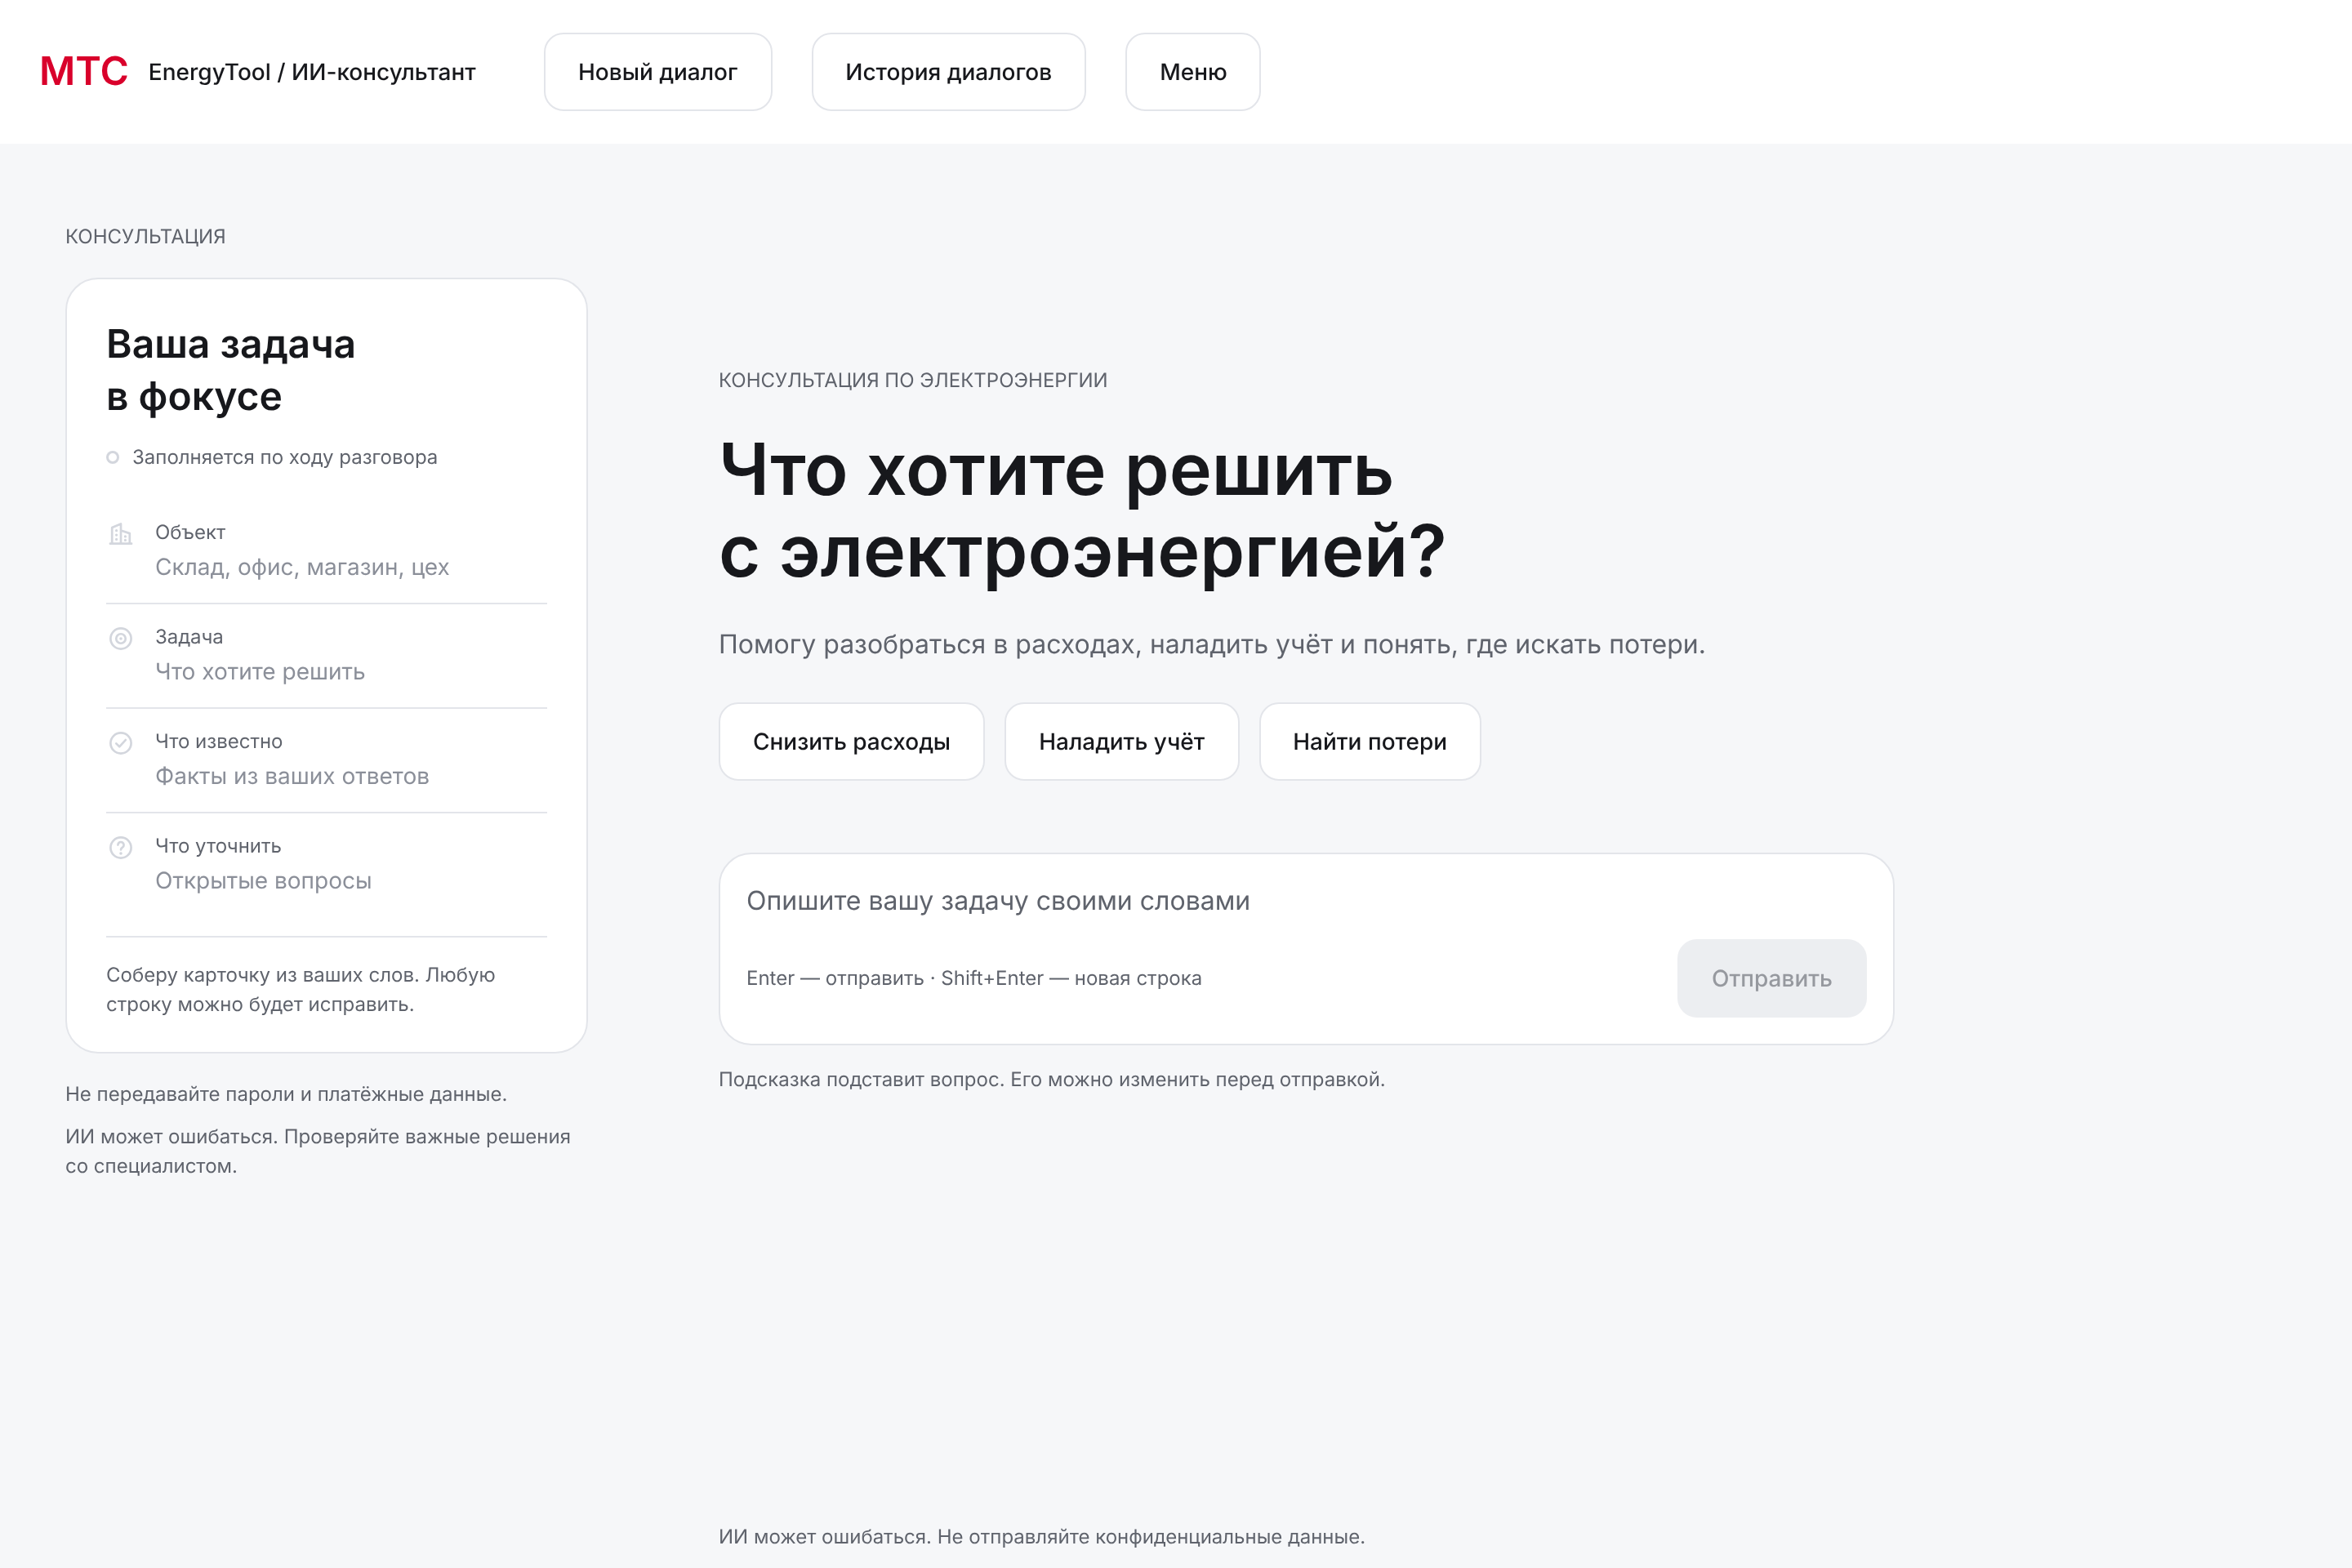 МТС
EnergyTool / ИИ-консультант
Новый диалог
История диалогов
Меню
КОНСУЛЬТАЦИЯ
Ваша задача
в фокусе
Заполняется по ходу разговора
Объект
Склад, офис, магазин, цех
Задача
Что хотите решить
Что известно
Факты из ваших ответов
Что уточнить
Открытые вопросы
Соберу карточку из ваших слов. Любую
строку можно будет исправить.
Не передавайте пароли и платёжные данные.
ИИ может ошибаться. Проверяйте важные решения
со специалистом.
КОНСУЛЬТАЦИЯ ПО ЭЛЕКТРОЭНЕРГИИ
Что хотите решить
с электроэнергией?
Помогу разобраться в расходах, наладить учёт и понять, где искать потери.
Снизить расходы
Наладить учёт
Найти потери
Опишите вашу задачу своими словами
Enter — отправить · Shift+Enter — новая строка
Отправить
Подсказка подставит вопрос. Его можно изменить перед отправкой.
ИИ может ошибаться. Не отправляйте конфиденциальные данные.